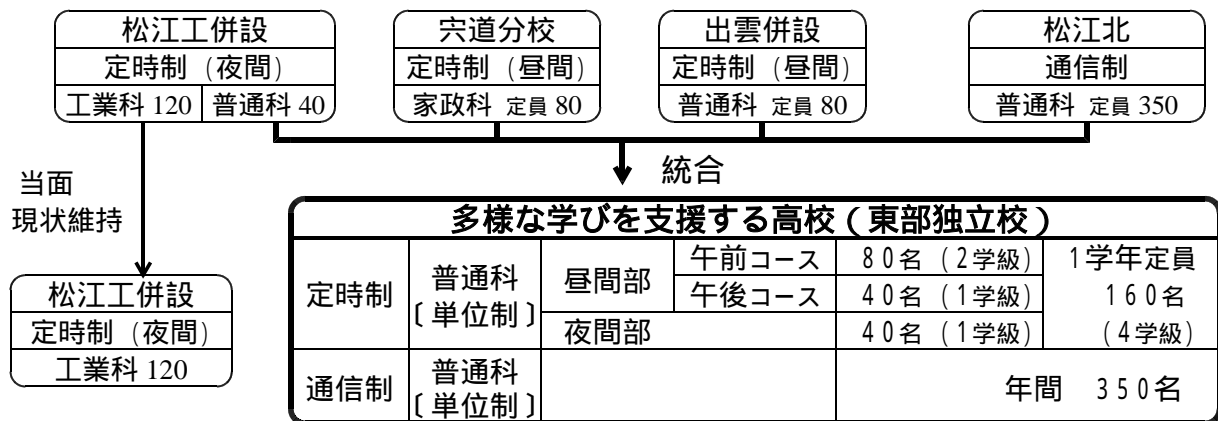 松江工併設
定時制 (夜間)
工業科 120 普通科 40
宍道分校
定時制 (昼間)
家政科 定員 80
出雲併設
定時制 (昼間)
普通科 定員 80
松江北
通信制
普通科 定員 350
統合
当面
現状維持
松江工併設
定時制 (夜間)
工業科 120
多様な学びを支援する高校(東部独立校)
定時制 普通科〔単位制〕 昼間部 午前コース 80名 (2学級) 1学年定員
午後コース 40名 (1学級) 160名
夜間部 40名 (1学級) (4学級)
通信制 普通科〔単位制〕 年間 350名